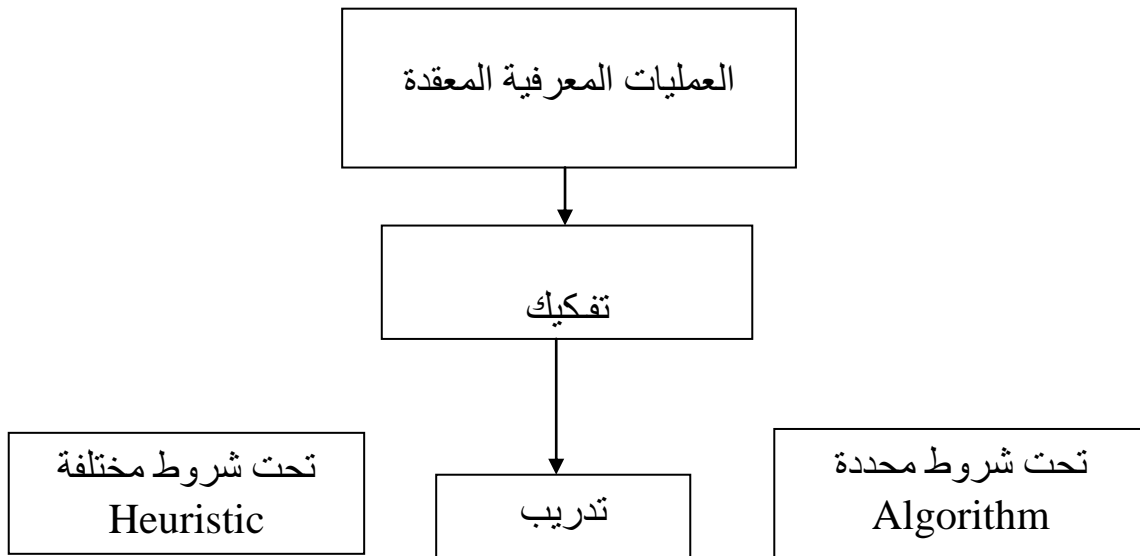 العمليات المعرفية المعقدة
تفكيك
تحت شروط محددة
Algorithm
تدريب
تحت شروط مختلفة
Heuristic